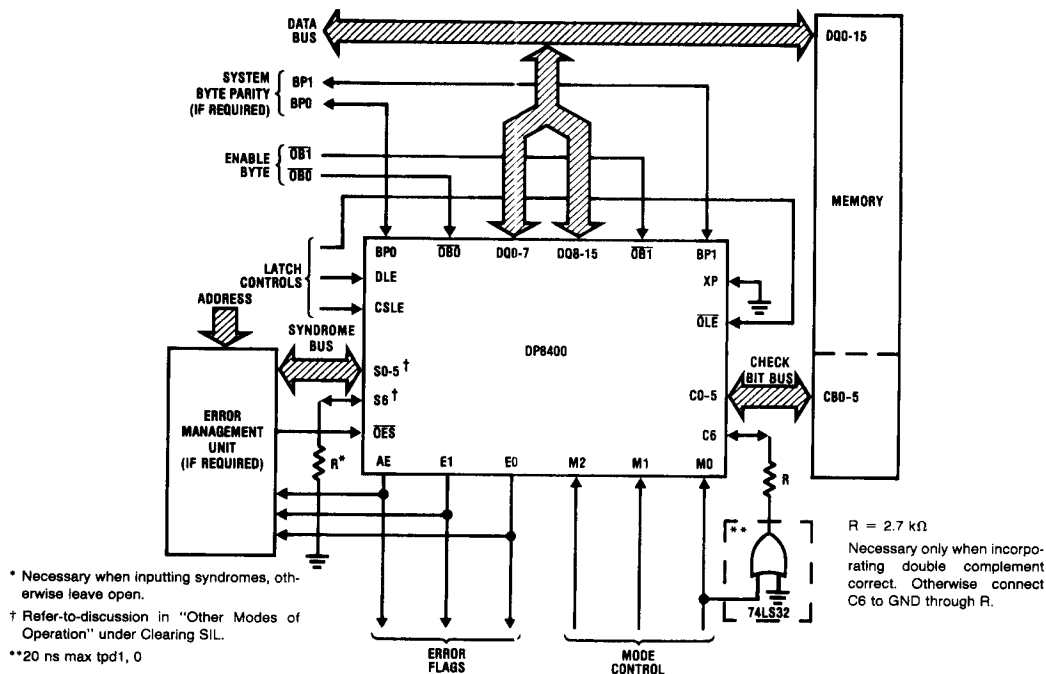 DATA
BUS
DQ0-15
SYSTEM
BYTE PARITY
(IF REQUIRED)
BP1
BP0
ENABLE
BYTE
OB1
OB0
MEMORY
LATCH
CONTROLS
BP0
OB0
DQ0-7
DQ8-15
OB1
BP1
DLE
XP
CSLE
OLE
ADDRESS
SYNDROME
BUS
DP8400
S0-5†
S6†
CHECK
BIT BUS
C0-5
CB0-5
C6
ERROR
MANAGEMENT
UNIT
(IF REQUIRED)
OES
R*
AE
E1
E0
M2
M1
M0
R
**
74LS32
R = 2.7 kΩ
Necessary only when incorpo-
rating double complement
correct. Otherwise connect
C6 to GND through R.
* Necessary when inputting syndromes, oth-
erwise leave open.
† Refer-to-discussion in "Other Modes of
Operation" under Clearing SIL.
**20 ns max tpd1, 0
ERROR
FLAGS
MODE
CONTROL